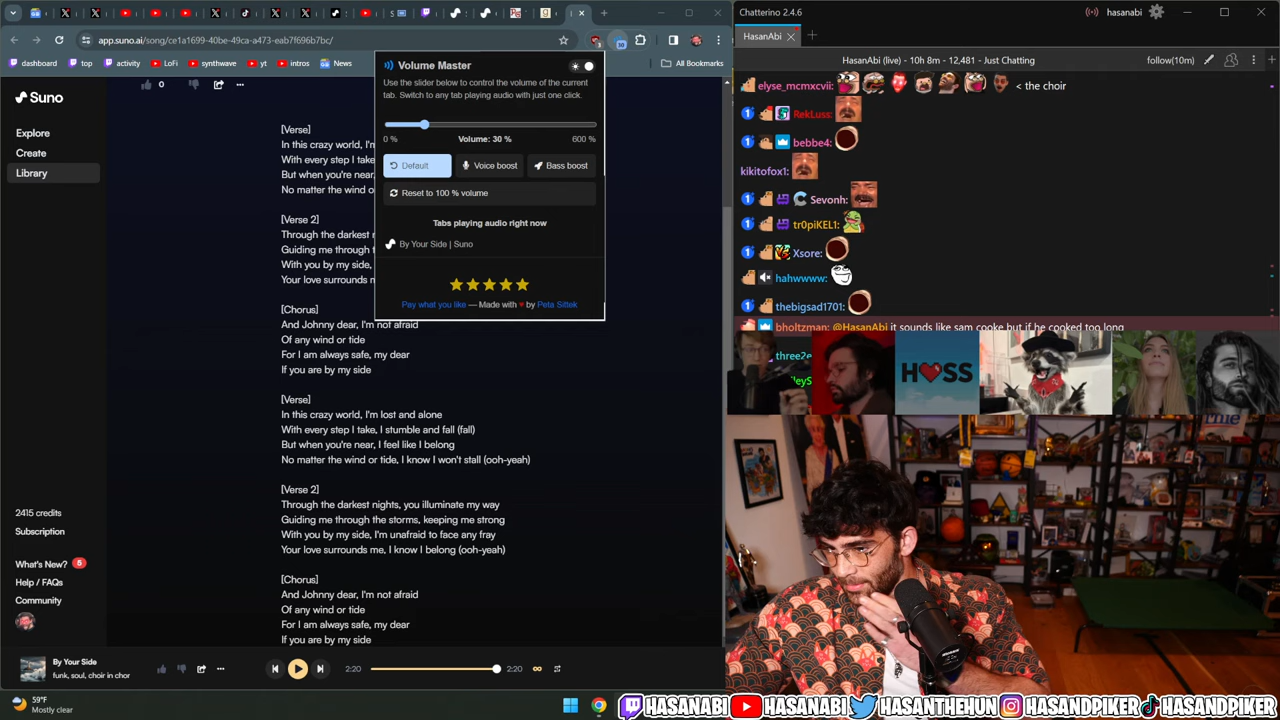 app.suno.ai/song/ce1a1699-40be-49ca-a473-eab7f696b7bc/
dashboard
top
activity
LoFi
synthwave
yt
intros
News
All Bookmarks
Suno
Explore
Create
Library
2415 credits
Subscription
What's New? 5
Help / FAQs
Community
0
[Verse]
In this crazy world, I'm
With every step I take
But when you're near,
No matter the wind o
[Verse 2]
Through the darkest
Guiding me through t
With you by my side,
Your love surrounds
[Chorus]
And Johnny dear, I'm not afraid
Of any wind or tide
For I am always safe, my dear
If you are by my side
[Verse]
In this crazy world, I'm lost and alone
With every step I take, I stumble and fall (fall)
But when you're near, I feel like I belong
No matter the wind or tide, I know I won't stall (ooh-yeah)
[Verse 2]
Through the darkest nights, you illuminate my way
Guiding me through the storms, keeping me strong
With you by my side, I'm unafraid to face any fray
Your love surrounds me, I know I belong (ooh-yeah)
[Chorus]
And Johnny dear, I'm not afraid
Of any wind or tide
For I am always safe, my dear
If you are by my side
Volume Master
Use the slider below to control the volume of the current
tab. Switch to any tab playing audio with just one click.
0 % Volume: 30 % 600 %
Default Voice boost Bass boost
Reset to 100 % volume
Tabs playing audio right now
By Your Side | Suno
Pay what you like — Made with ♥ by Peta Sittek
By Your Side
funk, soul, choir in chor
2:20 2:20
59°F
Mostly clear
Chatterino 2.4.6
hasanabi
HasanAbi
HasanAbi (live) - 10h 8m - 12,481 - Just Chatting
follow(10m)
elyse_mcmxcvii: < the choir
RekLuss:
bebbe4:
kikitofox1:
Sevonh:
tr0piKEL1:
Xsore:
hahwwww:
thebigsad1701:
bholtzman: @HasanAbi it sounds like sam cooke but if he cooked too long
three2e
leyS
H SS
HASANABI HASANABI HASANTHEHUN HASANDPIKER HASANDPIKER